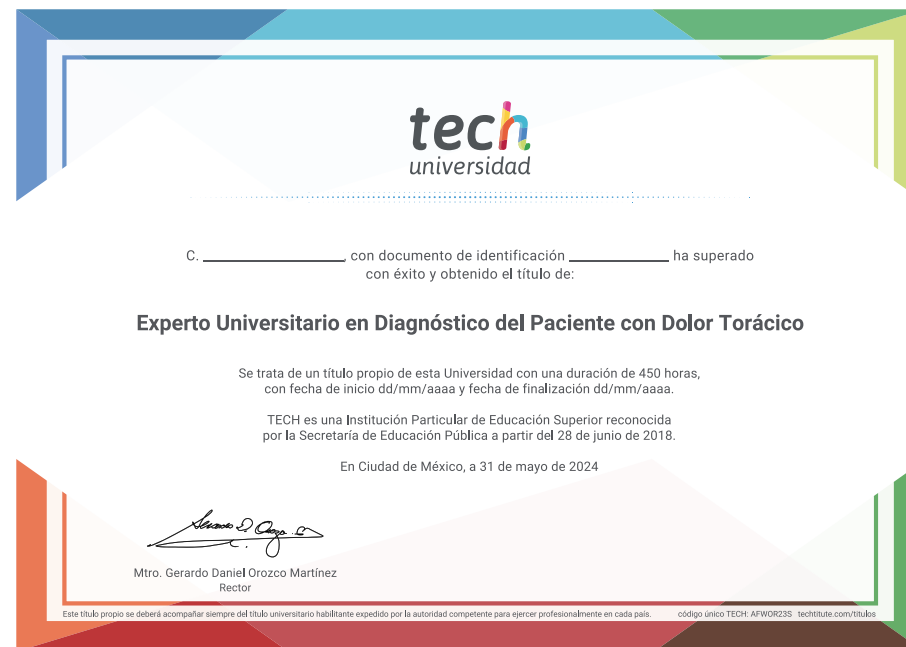 tech
universidad
C. ____________, con documento de identificación ____________ ha superado
con éxito y obtenido el título de:
Experto Universitario en Diagnóstico del Paciente con Dolor Torácico
Se trata de un título propio de esta Universidad con una duración de 450 horas,
con fecha de inicio dd/mm/aaaa y fecha de finalización dd/mm/aaaa.
TECH es una Institución Particular de Educación Superior reconocida
por la Secretaría de Educación Pública a partir del 28 de junio de 2018.
En Ciudad de México, a 31 de mayo de 2024
Mtro. Gerardo Daniel Orozco Martínez
Rector
Este título propio se deberá acompañar siempre del título universitario habilitante expedido por la autoridad competente para ejercer profesionalmente en cada país. código único TECH: AFWOR23S techtitute.com/titulos